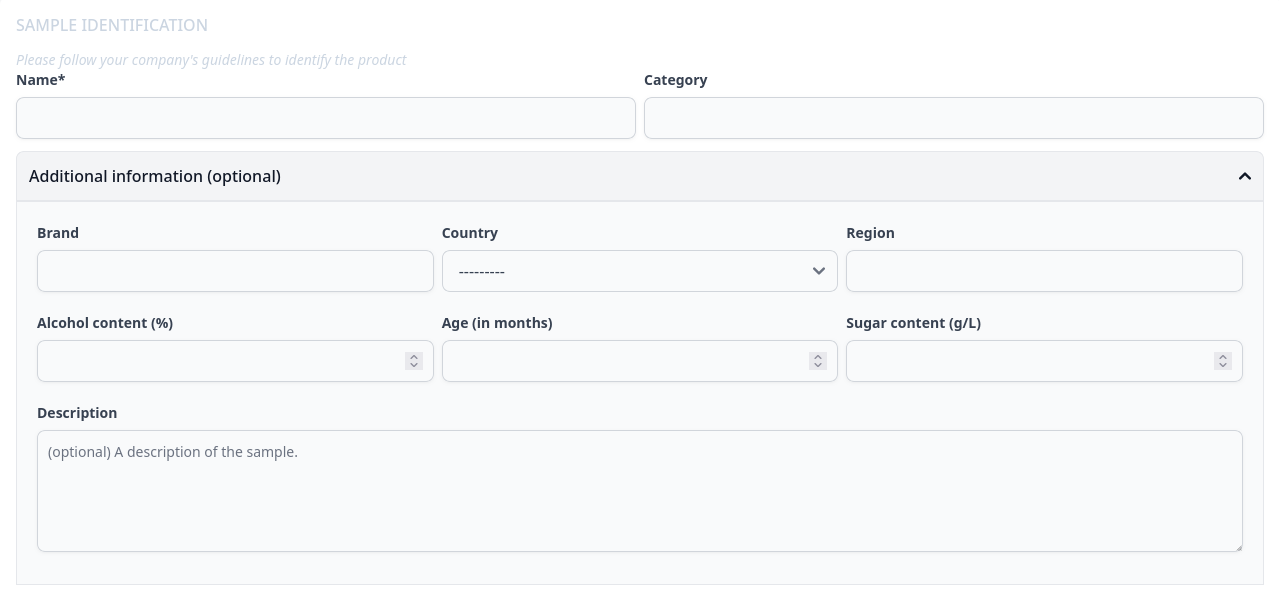 SAMPLE IDENTIFICATION
Please follow your company's guidelines to identify the product
Name* Category
Additional information (optional)
Brand Country Region
---------
Alcohol content (%) Age (in months) Sugar content (g/L)
Description
(optional) A description of the sample.